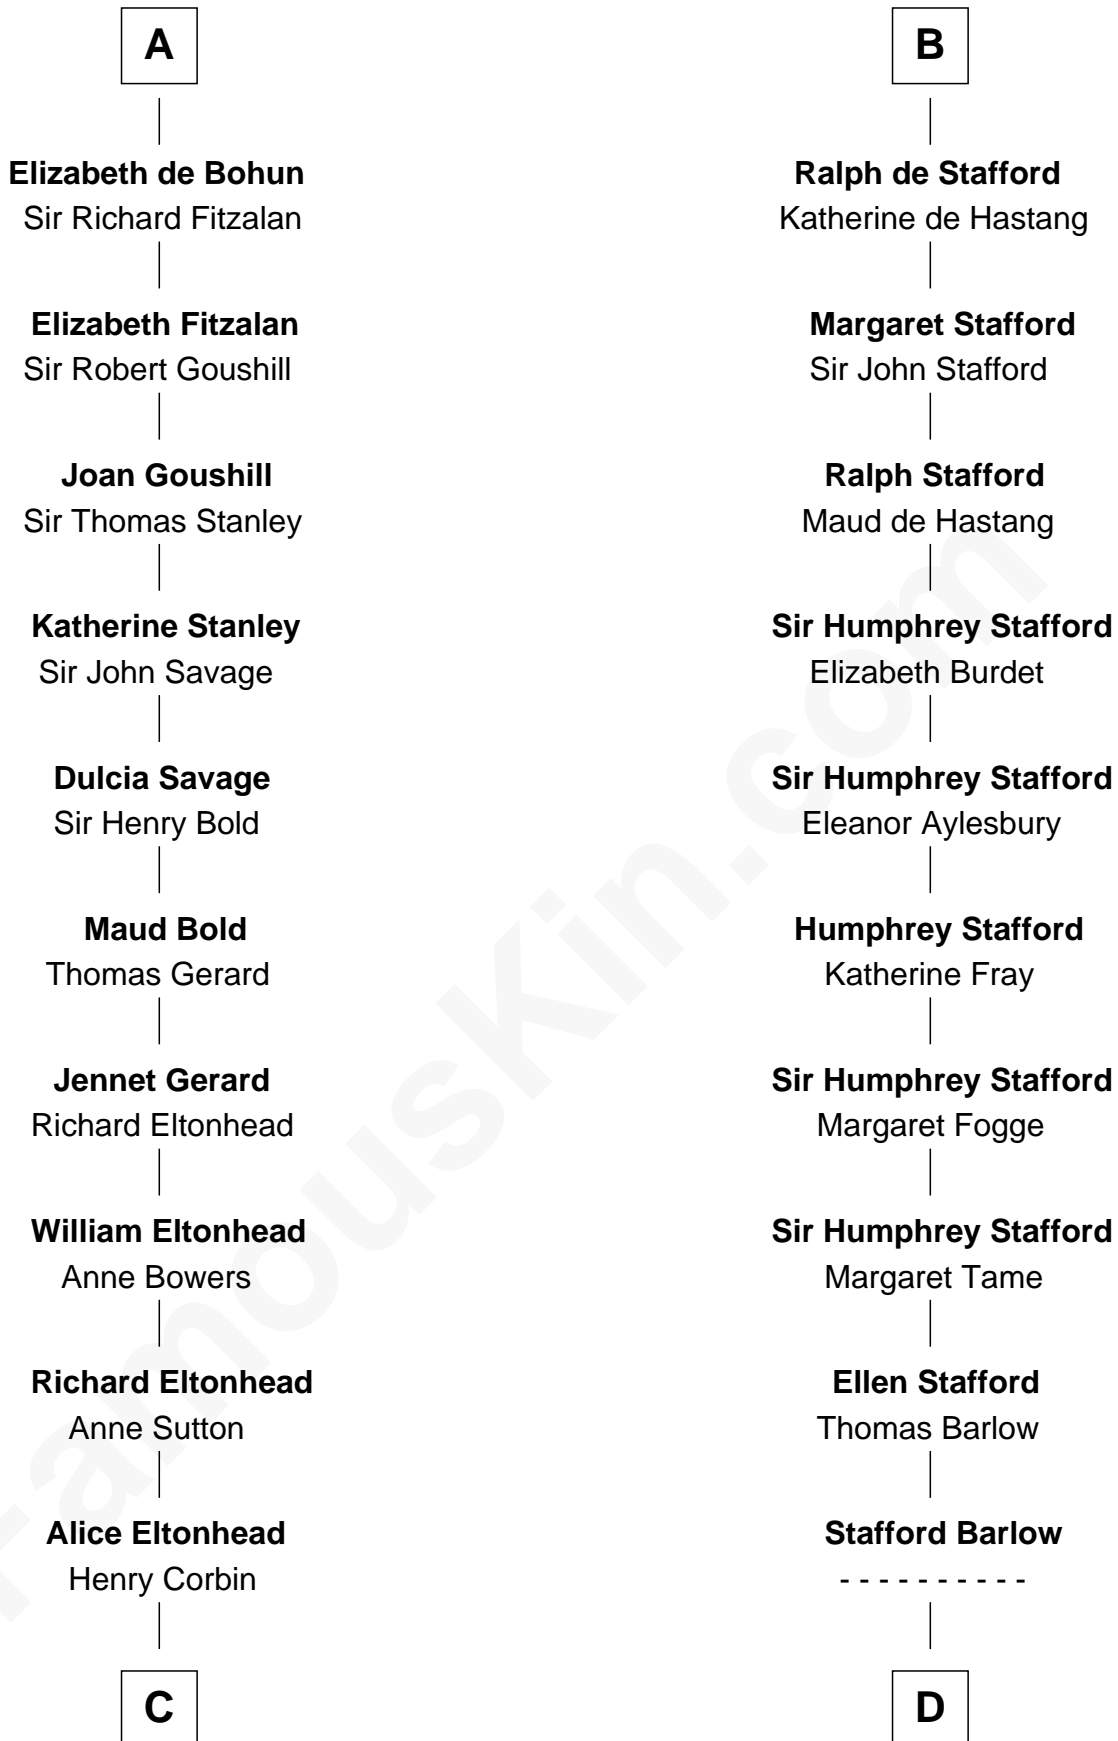 A
Elizabeth de Bohun
Sir Richard Fitzalan
Elizabeth Fitzalan
Sir Robert Goushill
Joan Goushill
Sir Thomas Stanley
Katherine Stanley
Sir John Savage
Dulcia Savage
Sir Henry Bold
Maud Bold
Thomas Gerard
Jennet Gerard
Richard Eltonhead
William Eltonhead
Anne Bowers
Richard Eltonhead
Anne Sutton
Alice Eltonhead
Henry Corbin
C
B
Ralph de Stafford
Katherine de Hastang
Margaret Stafford
Sir John Stafford
Ralph Stafford
Maud de Hastang
Sir Humphrey Stafford
Elizabeth Burdet
Sir Humphrey Stafford
Eleanor Aylesbury
Humphrey Stafford
Katherine Fray
Sir Humphrey Stafford
Margaret Fogge
Sir Humphrey Stafford
Margaret Tame
Ellen Stafford
Thomas Barlow
Stafford Barlow
- - - - - - - - - -
D
FamousKin.com